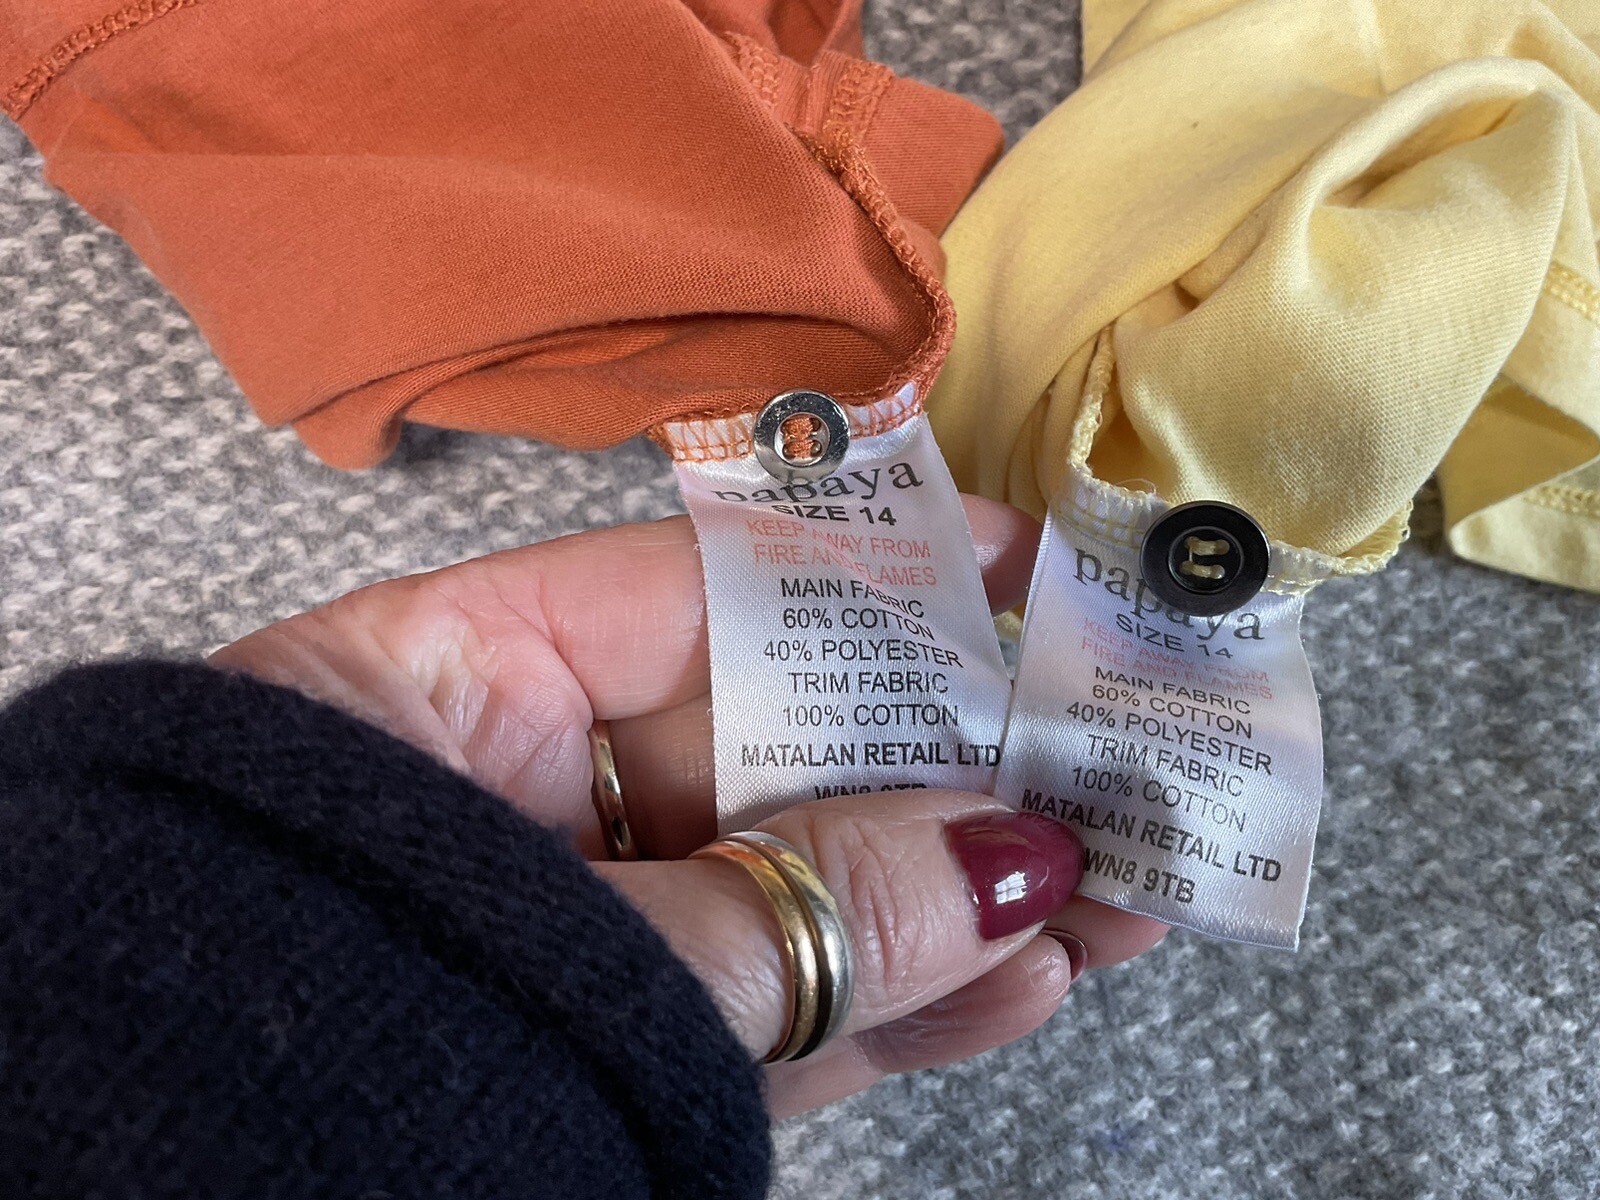 papaya
SIZE 14
KEEP AWAY FROM
FIRE AND FLAMES
MAIN FABRIC
60% COTTON
40% POLYESTER
TRIM FABRIC
100% COTTON
MATALAN RETAIL LTD
WN8 9TB
papaya
SIZE 14
KEEP AWAY FROM
FIRE AND FLAMES
MAIN FABRIC
60% COTTON
40% POLYESTER
TRIM FABRIC
100% COTTON
MATALAN RETAIL LTD
WN8 9TB